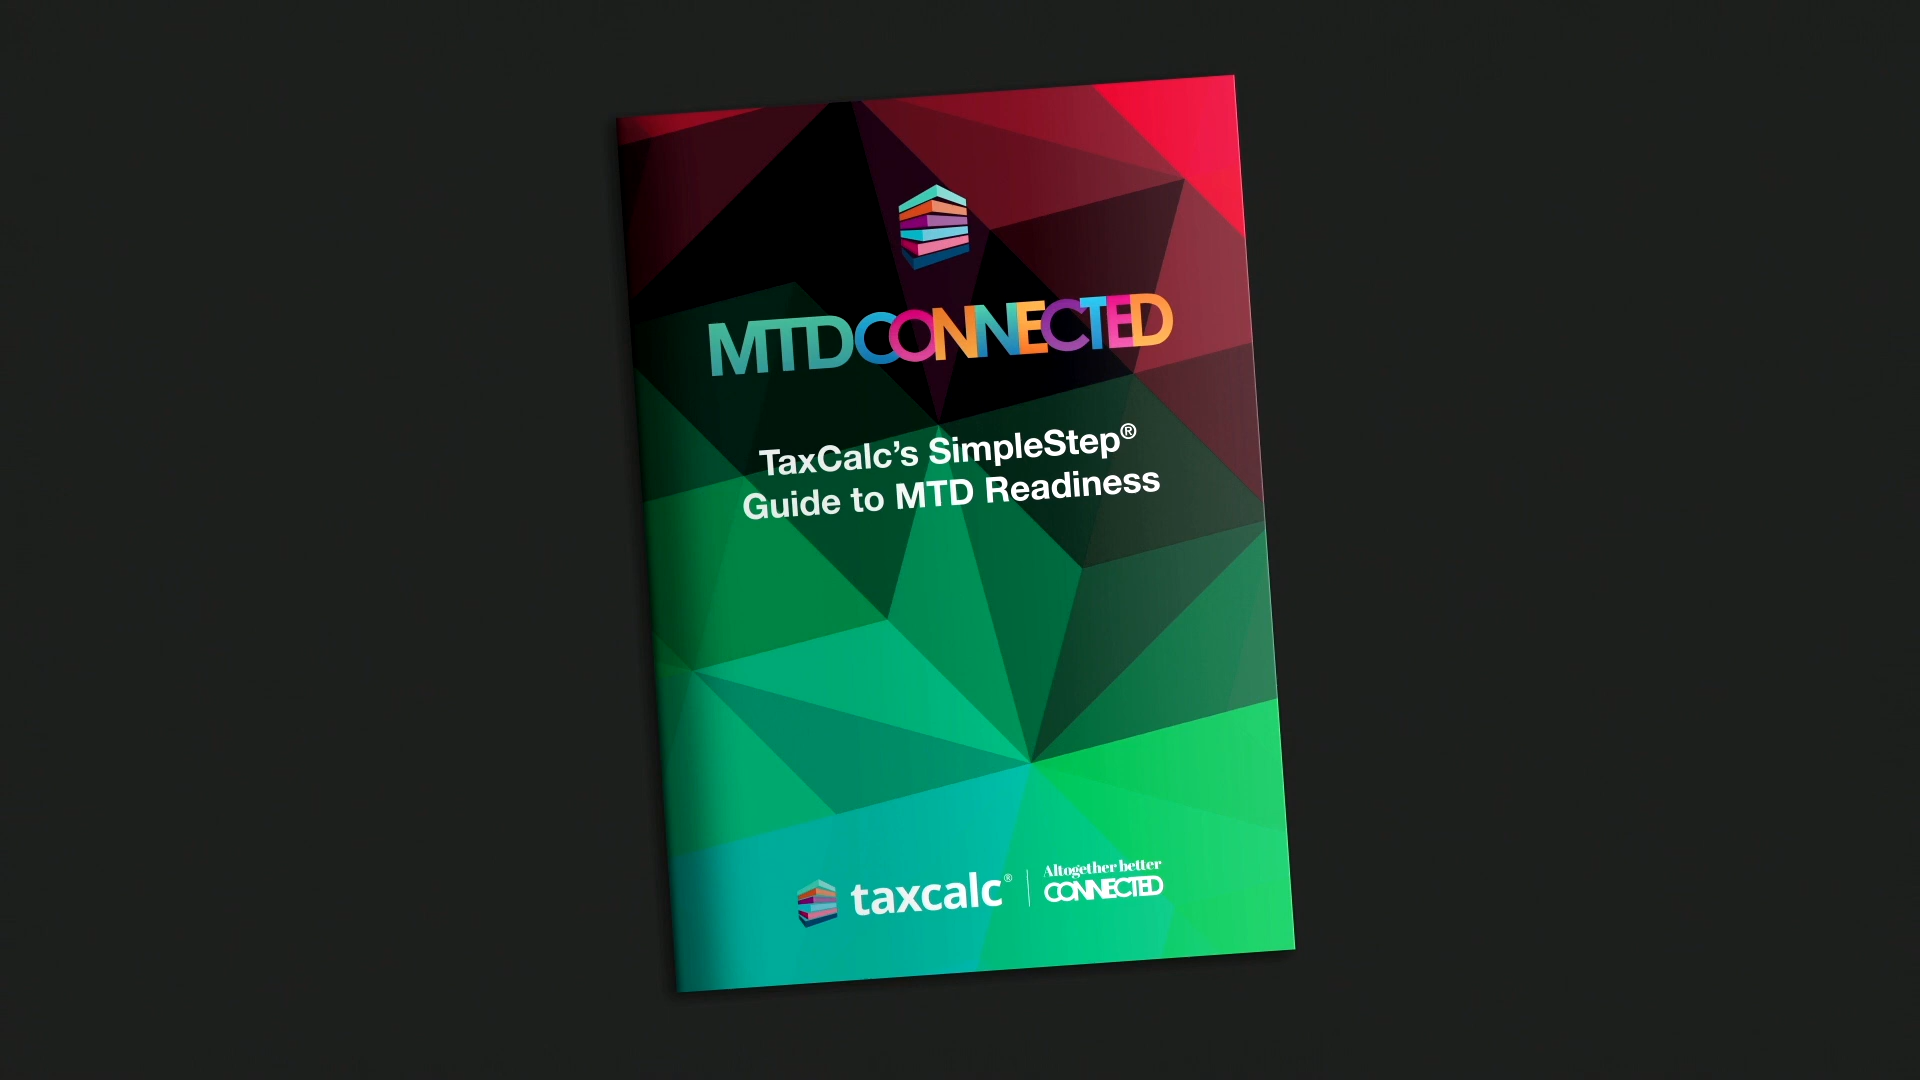 MTDCONNECTED
TaxCalc’s SimpleStep®
Guide to MTD Readiness
taxcalc®
Altogether better
CONNECTED